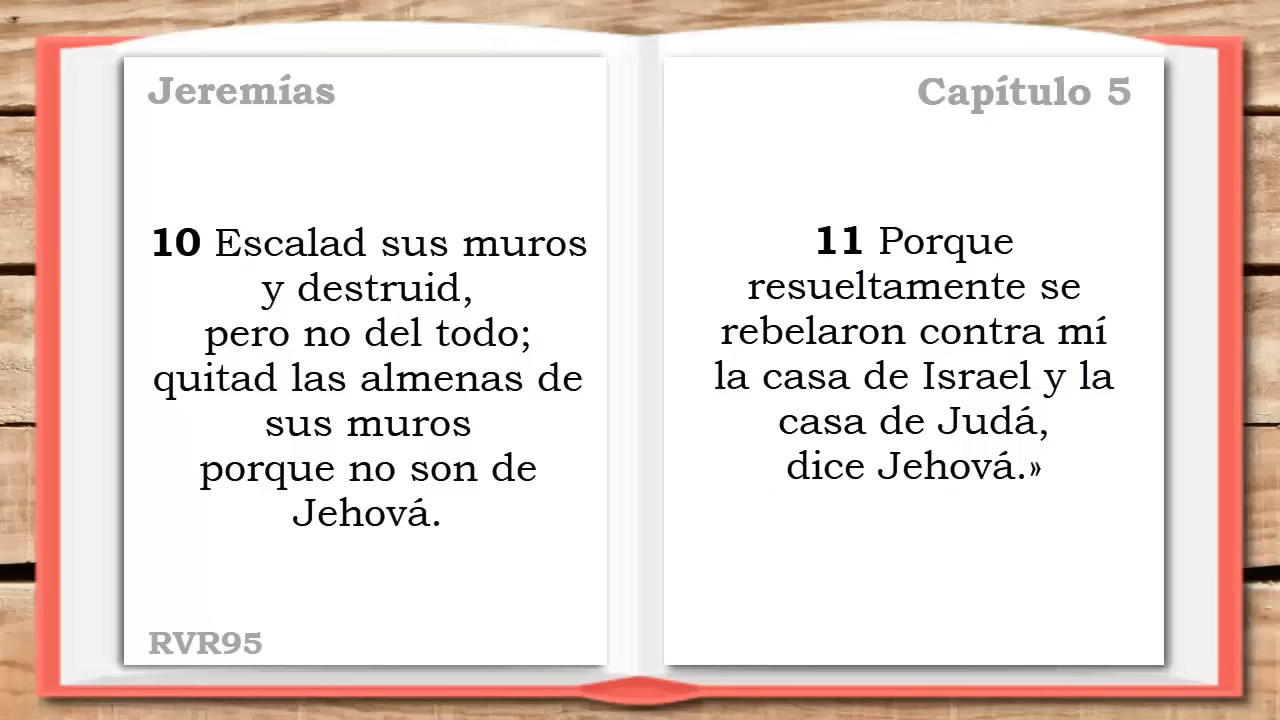 Jeremías
10 Escalad sus muros
y destruid,
pero no del todo;
quitad las almenas de
sus muros
porque no son de
Jehová.
RVR95
Capítulo 5
11 Porque
resueltamente se
rebelaron contra mí
la casa de Israel y la
casa de Judá,
dice Jehová.»